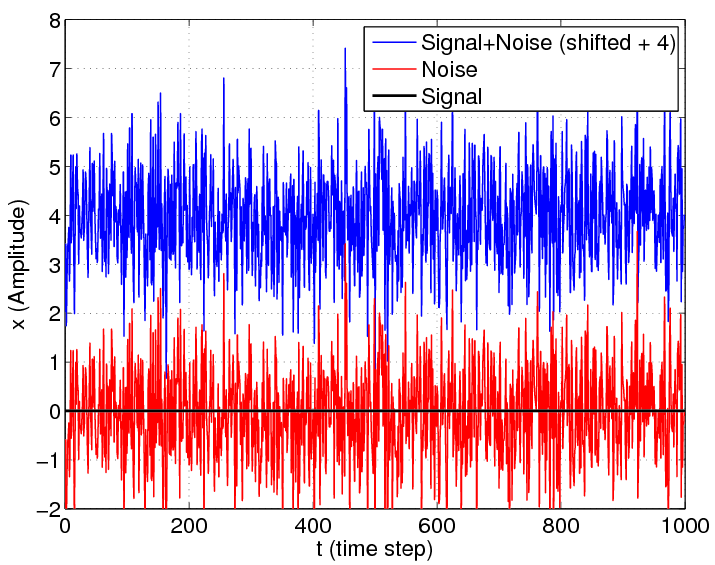 Signal+Noise (shifted + 4)
Noise
Signal
8
7
6
5
4
3
2
1
0
−1
−2
x (Amplitude)
0 200 400 600 800 1000
t (time step)